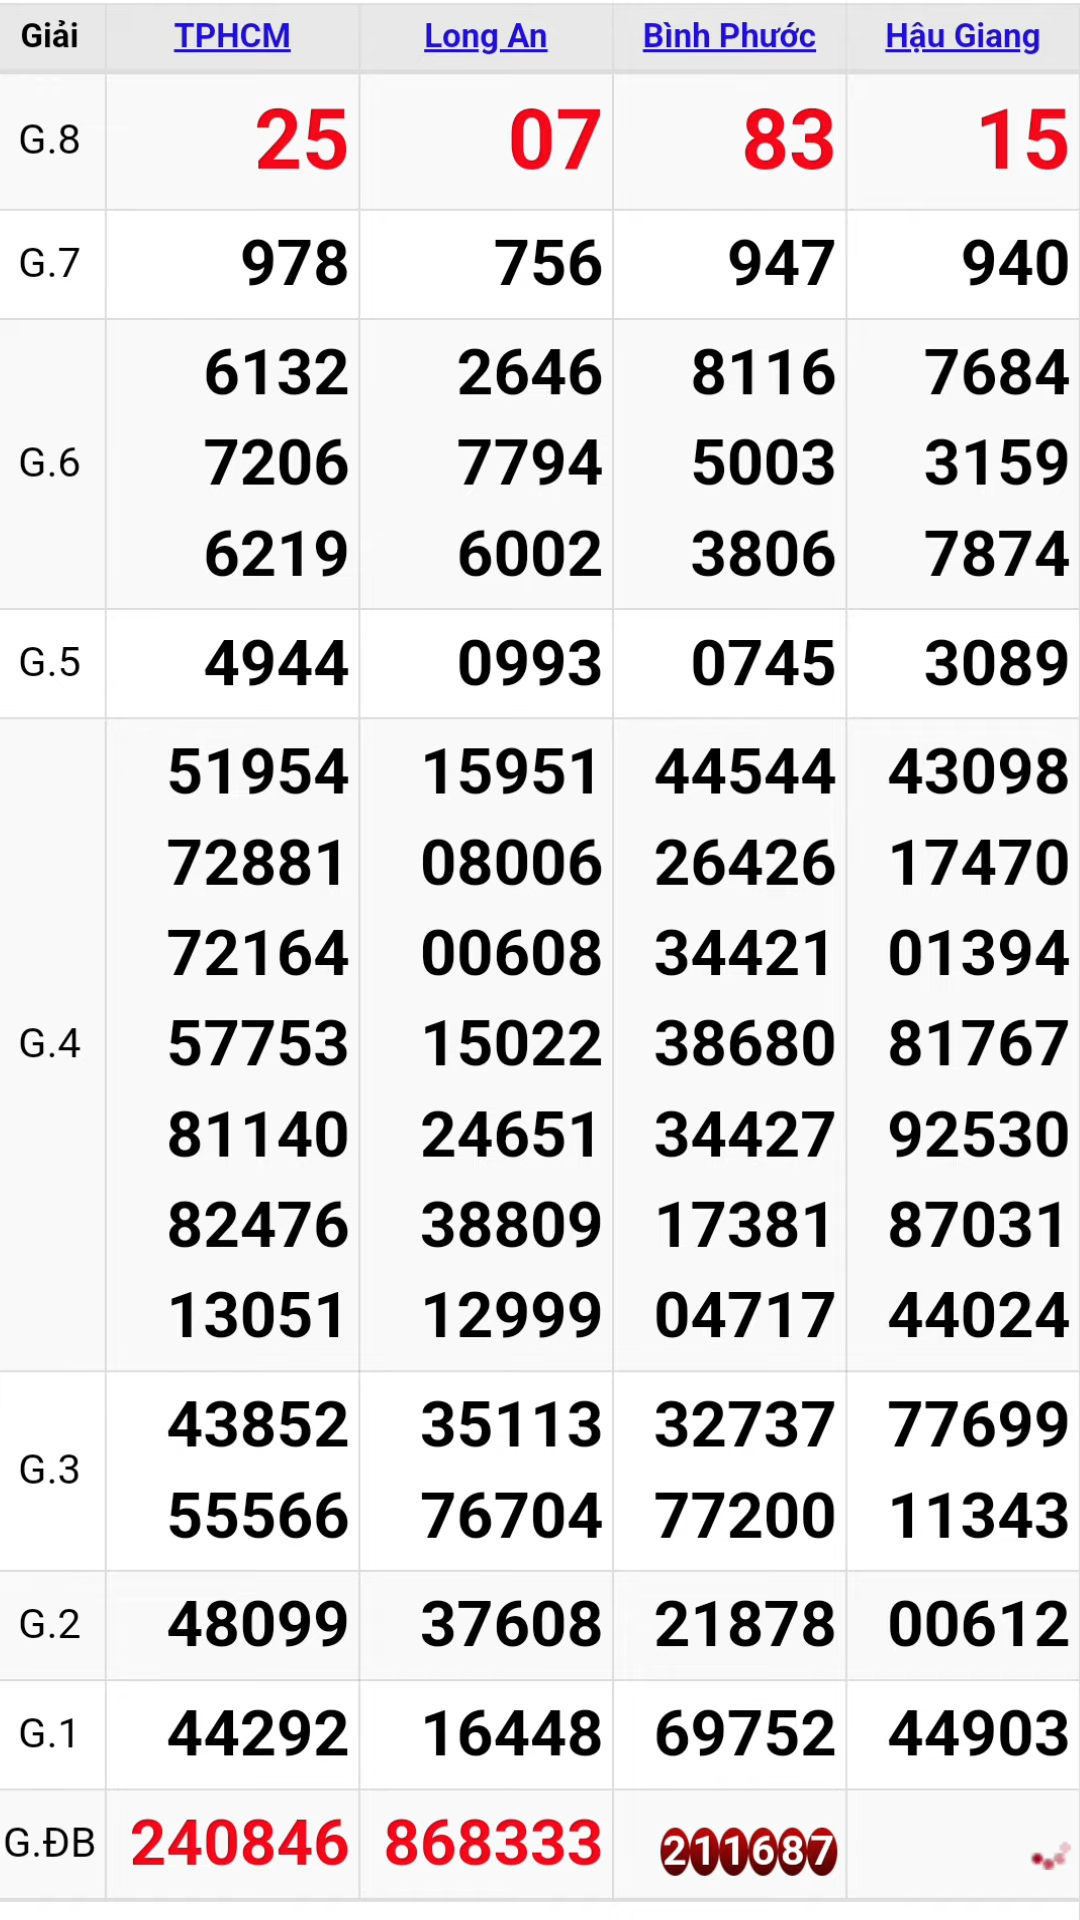 Giải TPHCM Long An Bình Phước Hậu Giang
G.8 25 07 83 15
G.7 978 756 947 940
6132 2646 8116 7684
G.6 7206 7794 5003 3159
6219 6002 3806 7874
G.5 4944 0993 0745 3089
51954 15951 44544 43098
72881 08006 26426 17470
72164 00608 34421 01394
G.4 57753 15022 38680 81767
81140 24651 34427 92530
82476 38809 17381 87031
13051 12999 04717 44024
G.3
43852 35113 32737 77699
55566 76704 77200 11343
G.2 48099 37608 21878 00612
G.1 44292 16448 69752 44903
G.ĐB 240846 868333 211687